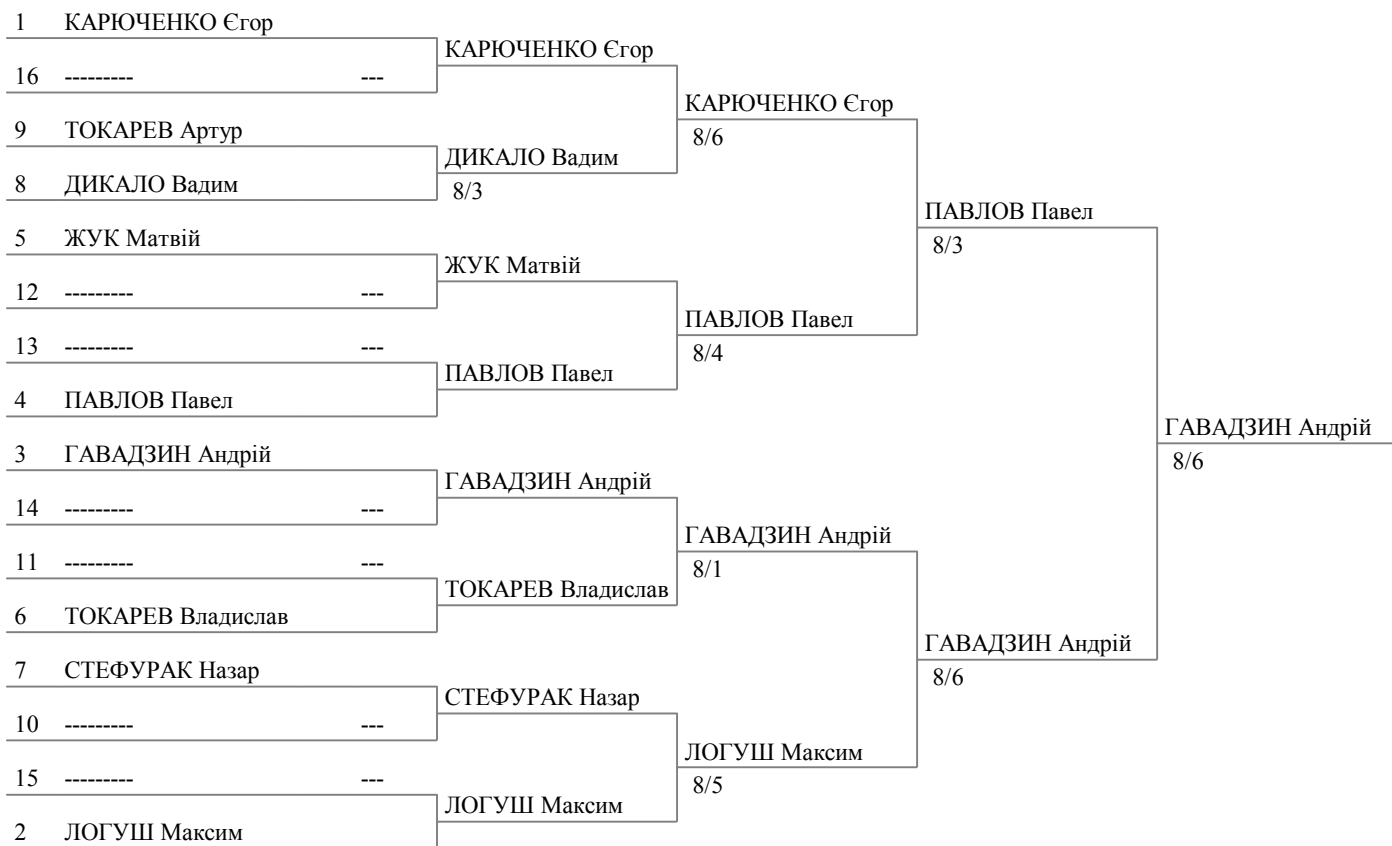 1 КАРЮЧЕНКО Єгор
КАРЮЧЕНКО Єгор
16 --------- ---
КАРЮЧЕНКО Єгор
8/6
9 ТОКАРЕВ Артур
ДИКАЛО Вадим
8/3
8 ДИКАЛО Вадим
ПАВЛОВ Павел
8/3
5 ЖУК Матвій
ЖУК Матвій
12 --------- ---
ПАВЛОВ Павел
8/4
13 --------- ---
ПАВЛОВ Павел
4 ПАВЛОВ Павел
ГАВАДЗИН Андрій
8/6
3 ГАВАДЗИН Андрій
ГАВАДЗИН Андрій
14 --------- ---
ГАВАДЗИН Андрій
8/1
11 --------- ---
ТОКАРЕВ Владислав
6 ТОКАРЕВ Владислав
ГАВАДЗИН Андрій
8/6
7 СТЕФУРАК Назар
СТЕФУРАК Назар
10 --------- ---
ЛОГУШ Максим
8/5
15 --------- ---
ЛОГУШ Максим
2 ЛОГУШ Максим